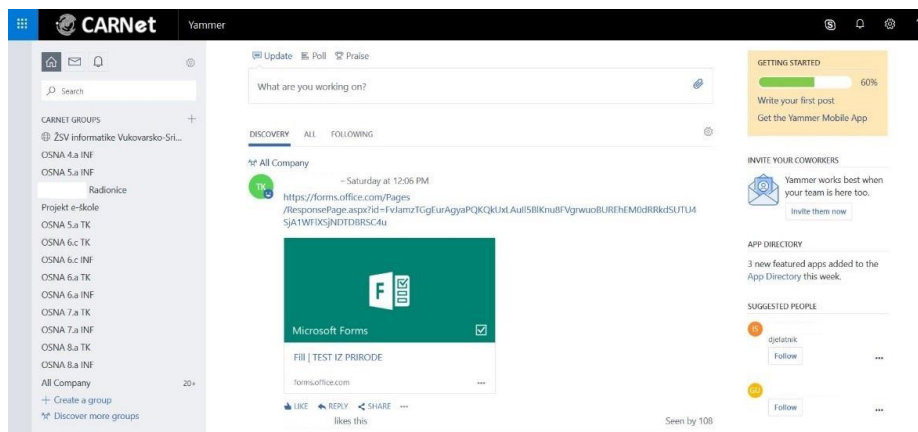 CARNet
Yammer
Search
CARNET GROUPS
ŽSV informatike Vukovarsko-Sri...
OSNA 4.a INF
OSNA 5.a INF
Radionice
Projekt e-škole
OSNA 5.a TK
OSNA 6.c TK
OSNA 6.c INF
OSNA 6.a TK
OSNA 6.a INF
OSNA 7.a TK
OSNA 7.a INF
OSNA 8.a TK
OSNA 8.a INF
All Company 20+
+ Create a group
Discover more groups
Update Poll Praise
What are you working on?
DISCOVERY ALL FOLLOWING
All Company
TK
– Saturday at 12:06 PM
https://forms.office.com/Pages
F
Microsoft Forms
Fill | TEST IZ PRIRODE
forms.office.com ...
LIKE REPLY SHARE ...
likes this
Seen by 108
GETTING STARTED
60%
Write your first post
Get the Yammer Mobile App
INVITE YOUR COWORKERS
Yammer works best when
your team is here too.
Invite them now
APP DIRECTORY
3 new featured apps added to the
App Directory this week.
SUGGESTED PEOPLE
IS
djelatnik
Follow ...
GU
Follow ...